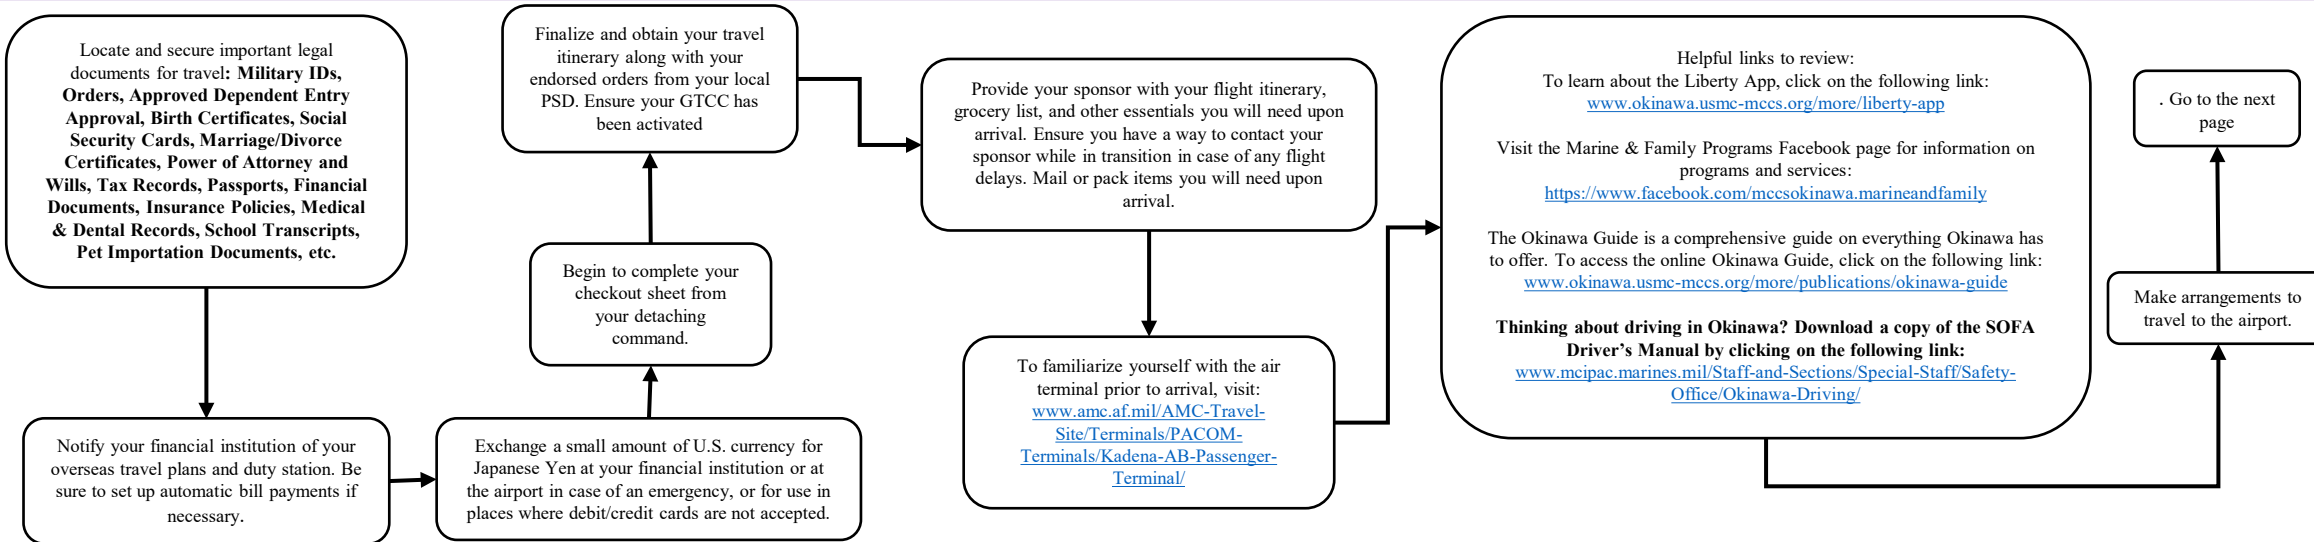 Locate and secure important legal
documents for travel: Military IDs,
Orders, Approved Dependent Entry
Approval, Birth Certificates, Social
Security Cards, Marriage/Divorce
Certificates, Power of Attorney and
Wills, Tax Records, Passports, Financial
Documents, Insurance Policies, Medical
& Dental Records, School Transcripts,
Pet Importation Documents, etc.
Notify your financial institution of your
overseas travel plans and duty station. Be
sure to set up automatic bill payments if
necessary.
Exchange a small amount of U.S. currency for
Japanese Yen at your financial institution or at
the airport in case of an emergency, or for use in
places where debit/credit cards are not accepted.
Begin to complete your
checkout sheet from
your detaching
command.
Finalize and obtain your travel
itinerary along with your
endorsed orders from your local
PSD. Ensure your GTCC has
been activated
Provide your sponsor with your flight itinerary,
grocery list, and other essentials you will need upon
arrival. Ensure you have a way to contact your
sponsor while in transition in case of any flight
delays. Mail or pack items you will need upon
arrival.
To familiarize yourself with the air
terminal prior to arrival, visit:
www.amc.af.mil/AMC-Travel-
Site/Terminals/PACOM-
Terminals/Kadena-AB-Passenger-
Terminal/
Helpful links to review:
To learn about the Liberty App, click on the following link:
www.okinawa.usmc-mccs.org/more/liberty-app
Visit the Marine & Family Programs Facebook page for information on
programs and services:
https://www.facebook.com/mccsokinawa.marineandfamily
The Okinawa Guide is a comprehensive guide on everything Okinawa has
to offer. To access the online Okinawa Guide, click on the following link:
www.okinawa.usmc-mccs.org/more/publications/okinawa-guide
Thinking about driving in Okinawa? Download a copy of the SOFA
Driver's Manual by clicking on the following link:
www.mcipac.marines.mil/Staff-and-Sections/Special-Staff/Safety-
Office/Okinawa-Driving/
Make arrangements to
travel to the airport.
. Go to the next
page